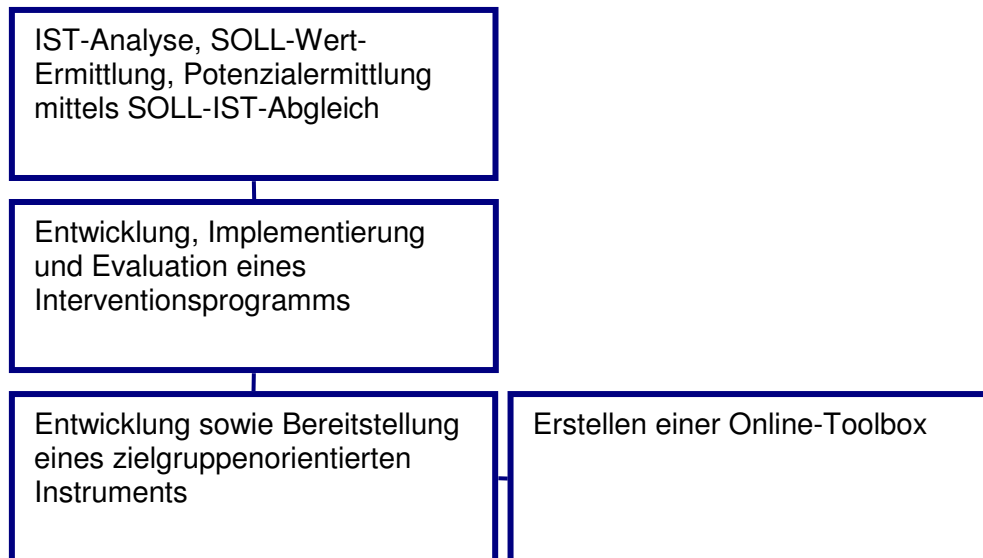 IST-Analyse, SOLL-Wert-
Ermittlung, Potenzialermittlung
mittels SOLL-IST-Abgleich
Entwicklung, Implementierung
und Evaluation eines
Interventionsprogramms
Entwicklung sowie Bereitstellung
eines zielgruppenorientierten
Instruments
Erstellen einer Online-Toolbox